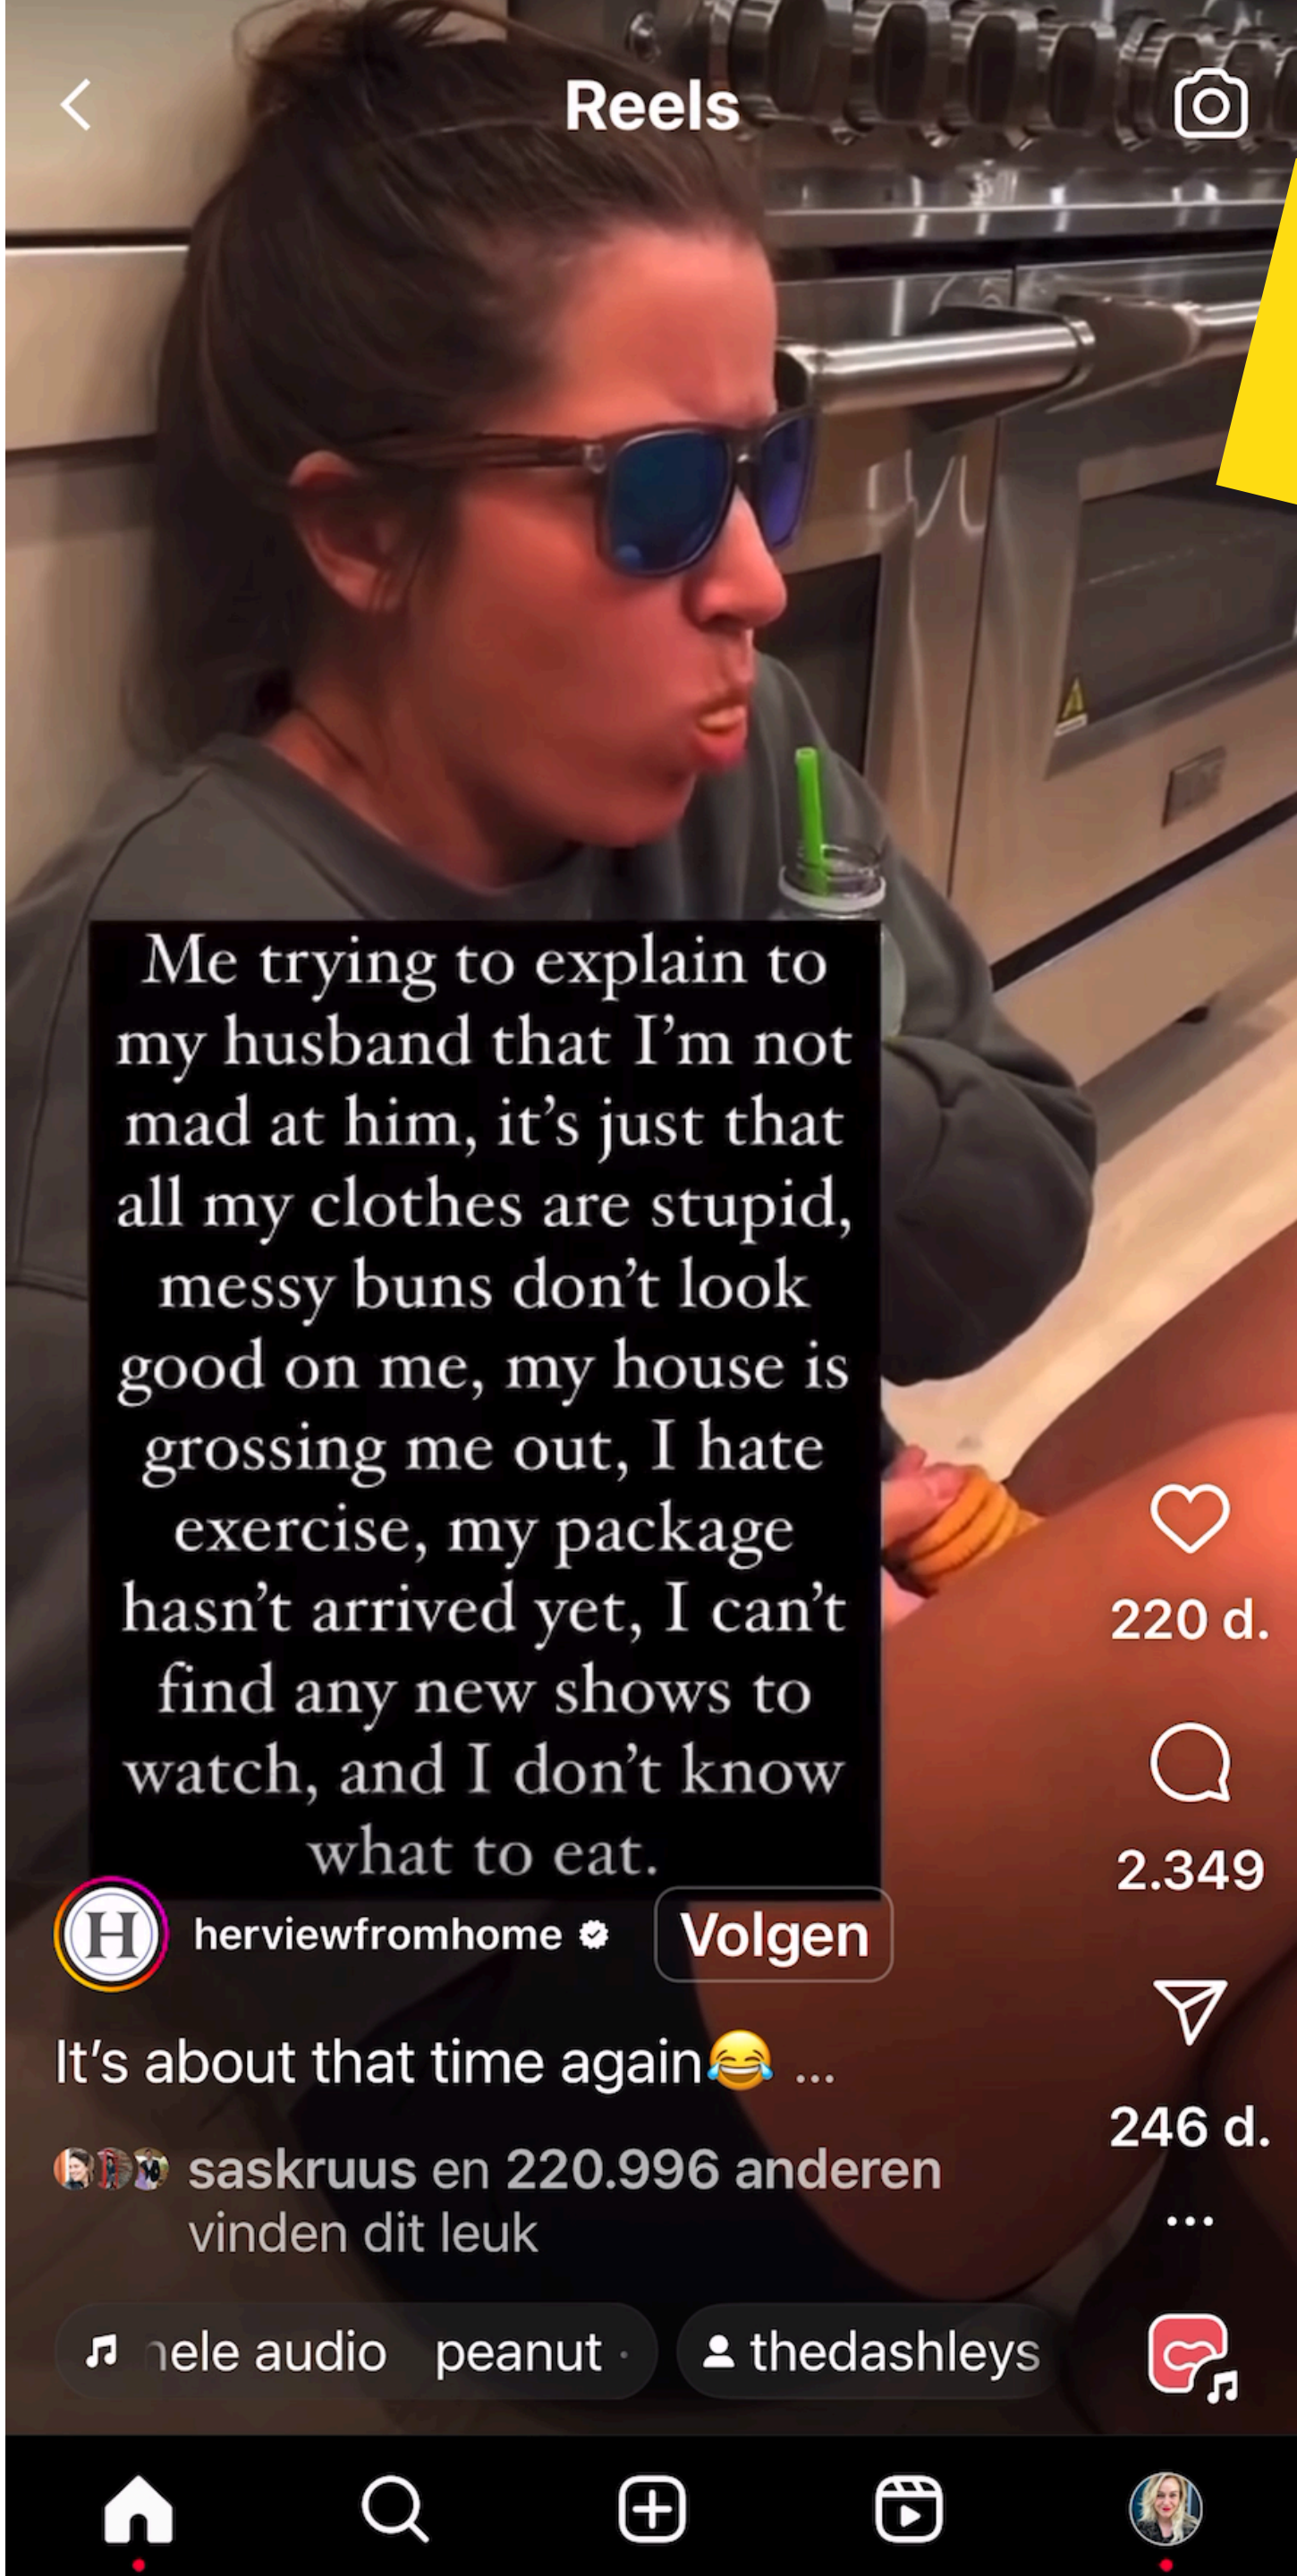 Reels
Me trying to explain to
my husband that I’m not
mad at him, it’s just that
all my clothes are stupid,
messy buns don’t look
good on me, my house is
grossing me out, I hate
exercise, my package
hasn’t arrived yet, I can’t
find any new shows to
watch, and I don’t know
what to eat.
H
herviewfromhome
Volgen
It’s about that time again😂 ...
saskruus en 220.996 anderen
vinden dit leuk
220 d.
2.349
246 d.
nele audio peanut ·
thedashleys